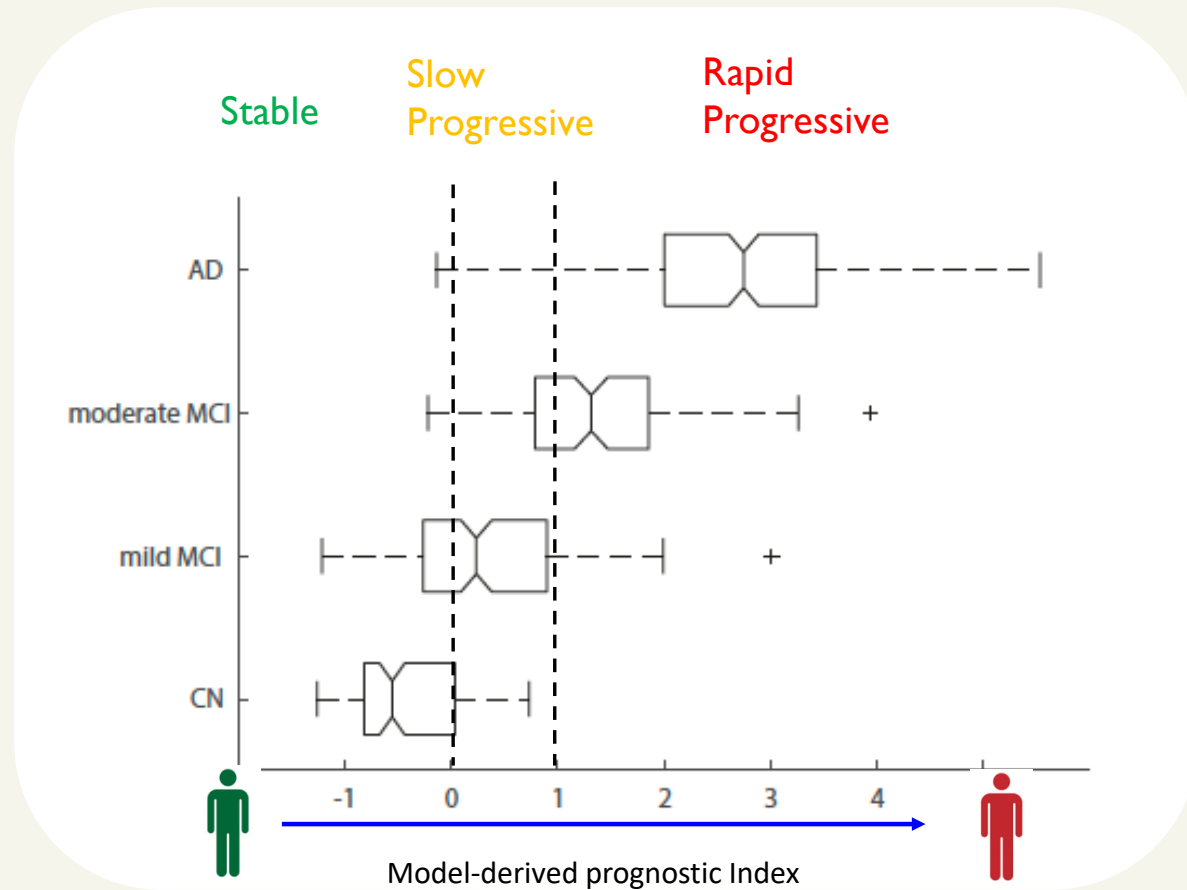 Stable
Slow
Progressive
Rapid
Progressive
AD
moderate MCI
mild MCI
CN
-1 0 1 2 3 4
Model-derived prognostic Index